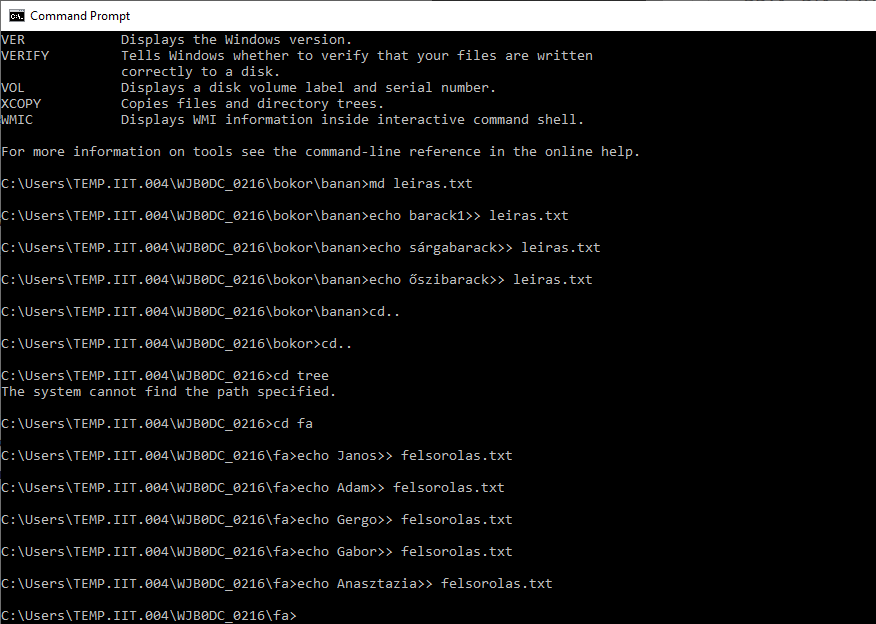 Command Prompt
VER            Displays the Windows version.
VERIFY         Tells Windows whether to verify that your files are written
               correctly to a disk.
VOL            Displays a disk volume label and serial number.
XCOPY          Copies files and directory trees.
WMIC           Displays WMI information inside interactive command shell.
For more information on tools see the command-line reference in the online help.
C:\Users\TEMP.IIT.004\WJB0DC_0216\bokor\banan>md leiras.txt
C:\Users\TEMP.IIT.004\WJB0DC_0216\bokor\banan>echo barack1>> leiras.txt
C:\Users\TEMP.IIT.004\WJB0DC_0216\bokor\banan>echo sárgabarack>> leiras.txt
C:\Users\TEMP.IIT.004\WJB0DC_0216\bokor\banan>echo őszibarack>> leiras.txt
C:\Users\TEMP.IIT.004\WJB0DC_0216\bokor\banan>cd..
C:\Users\TEMP.IIT.004\WJB0DC_0216\bokor>cd..
C:\Users\TEMP.IIT.004\WJB0DC_0216>cd tree
The system cannot find the path specified.
C:\Users\TEMP.IIT.004\WJB0DC_0216>cd fa
C:\Users\TEMP.IIT.004\WJB0DC_0216\fa>echo Janos>> felsorolas.txt
C:\Users\TEMP.IIT.004\WJB0DC_0216\fa>echo Adam>> felsorolas.txt
C:\Users\TEMP.IIT.004\WJB0DC_0216\fa>echo Gergo>> felsorolas.txt
C:\Users\TEMP.IIT.004\WJB0DC_0216\fa>echo Gabor>> felsorolas.txt
C:\Users\TEMP.IIT.004\WJB0DC_0216\fa>echo Anasztazia>> felsorolas.txt
C:\Users\TEMP.IIT.004\WJB0DC_0216\fa>